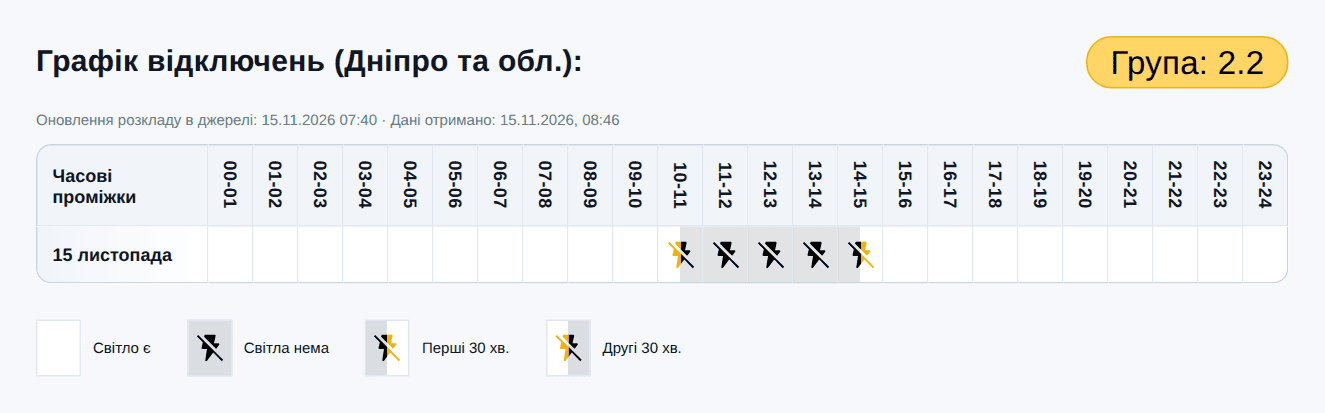 Графік відключень (Дніпро та обл.):
Група: 2.2
Оновлення розкладу в джерелі: 15.11.2026 07:40 · Дані отримано: 15.11.2026, 08:46
Часові
проміжки
00-01
01-02
02-03
03-04
04-05
05-06
06-07
07-08
08-09
09-10
10-11
11-12
12-13
13-14
14-15
15-16
16-17
17-18
18-19
19-20
20-21
21-22
22-23
23-24
15 листопада
Світло є
Світла нема
Перші 30 хв.
Другі 30 хв.